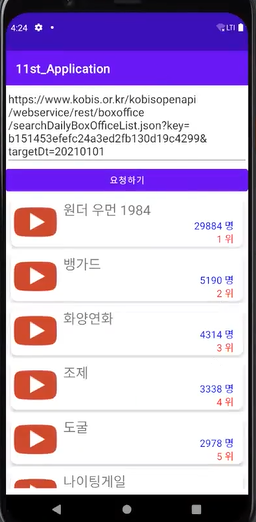 4:24 LTE
11st_Application
https://www.kobis.or.kr/kobisopenapi
/webservice/rest/boxoffice
/searchDailyBoxOfficeList.json?key=
b151453efefc24a3ed2fb130d19c4299&
targetDt=20210101
요청하기
원더 우먼 1984
29884 명
1 위
뱅가드
5190 명
2 위
화양연화
4314 명
3 위
조제
3338 명
4 위
도굴
2978 명
5 위
나이팅게일